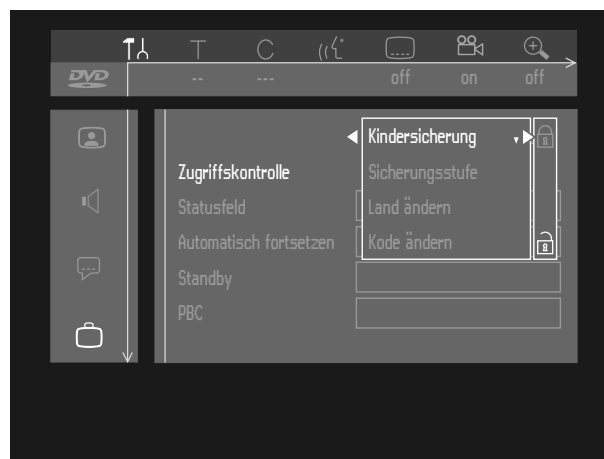 T C
DVD -- --- off on off
Kindersicherung
Zugriffskontrolle Sicherungsstufe
Statusfeld Land ändern
Automatisch fortsetzen Kode ändern
Standby
PBC